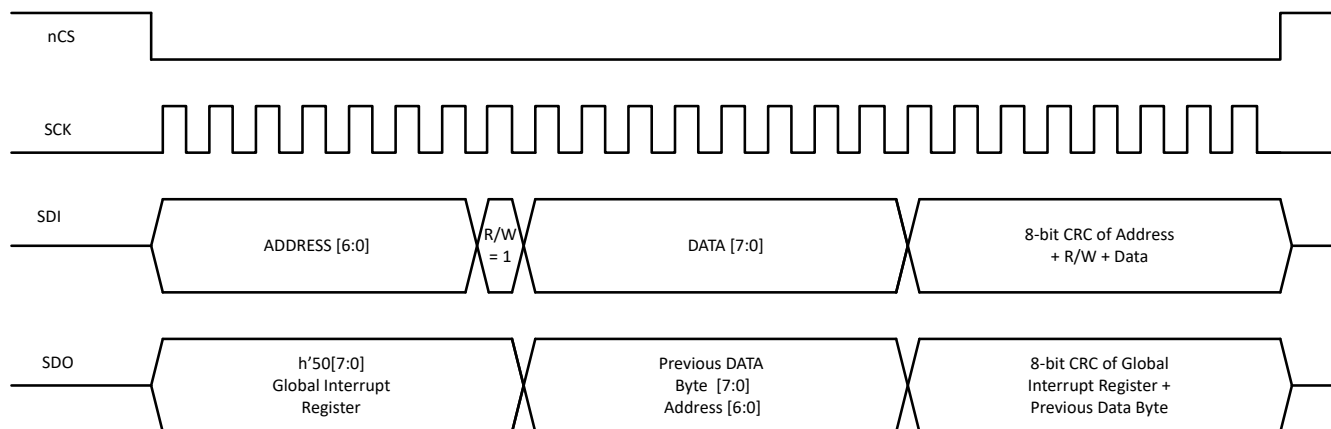 nCS
SCK
SDI
ADDRESS [6:0]
R/W
= 1
DATA [7:0]
8-bit CRC of Address
+ R/W + Data
SDO
h'50[7:0]
Global Interrupt
Register
Previous DATA
Byte [7:0]
Address [6:0]
8-bit CRC of Global
Interrupt Register +
Previous Data Byte